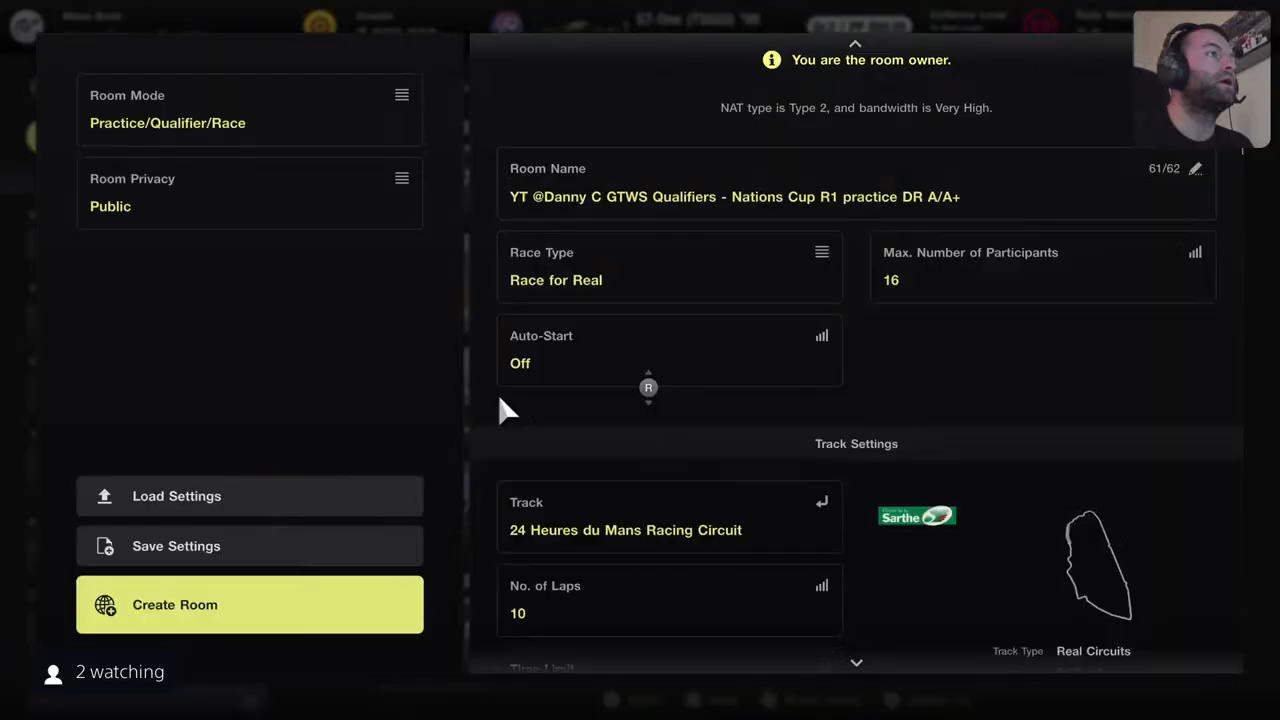 You are the room owner.
NAT type is Type 2, and bandwidth is Very High.
Room Mode
Practice/Qualifier/Race
Room Privacy
Public
Room Name
61/62
YT @Danny C GTWS Qualifiers - Nations Cup R1 practice DR A/A+
Race Type
Race for Real
Max. Number of Participants
16
Auto-Start
Off
R
Track Settings
Load Settings
Save Settings
Create Room
Track
24 Heures du Mans Racing Circuit
Sarthe
No. of Laps
10
Time Limit
Track Type Real Circuits
2 watching